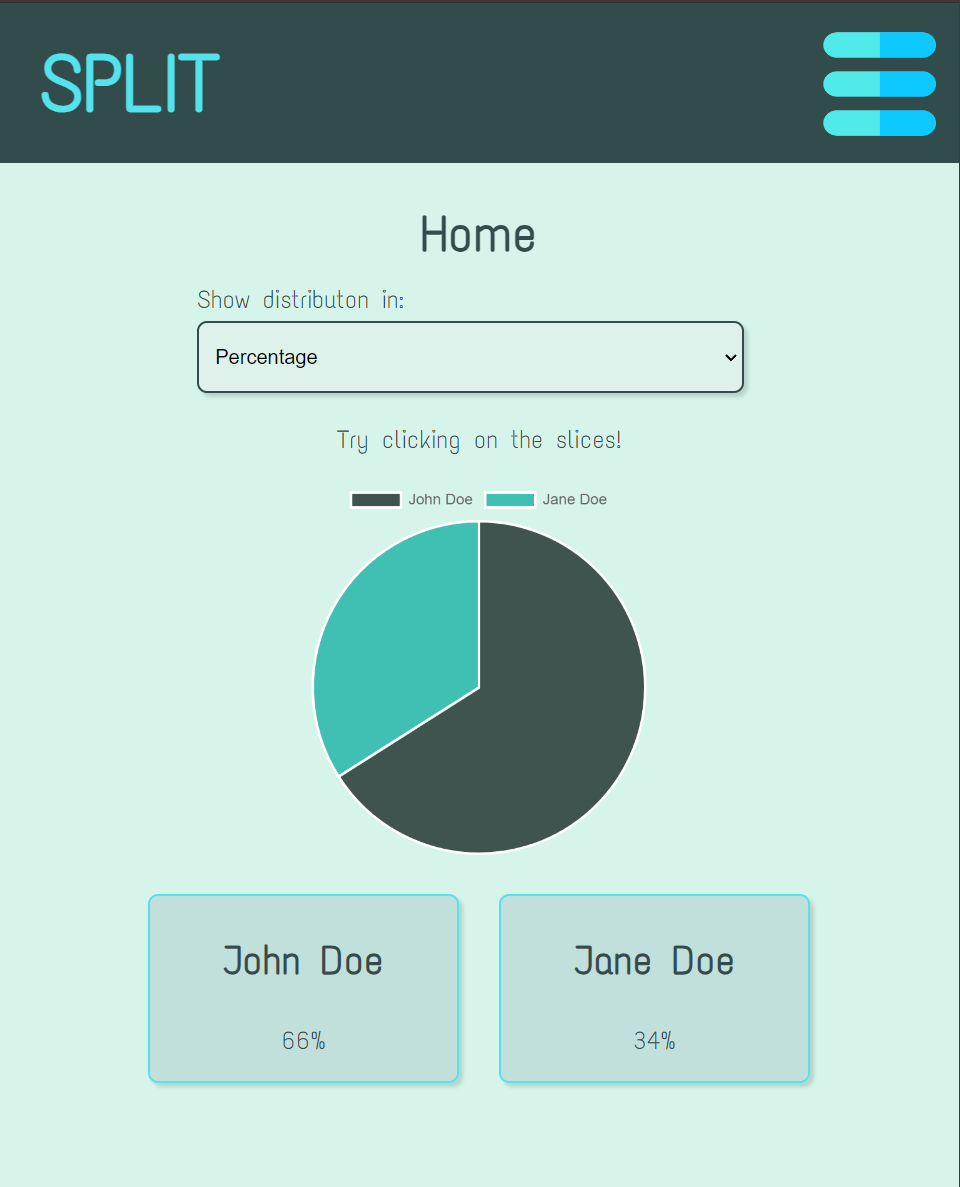 SPLIT
Home
Show distributon in:
Percentage
Try clicking on the slices!
John Doe Jane Doe
John Doe Jane Doe
66% 34%